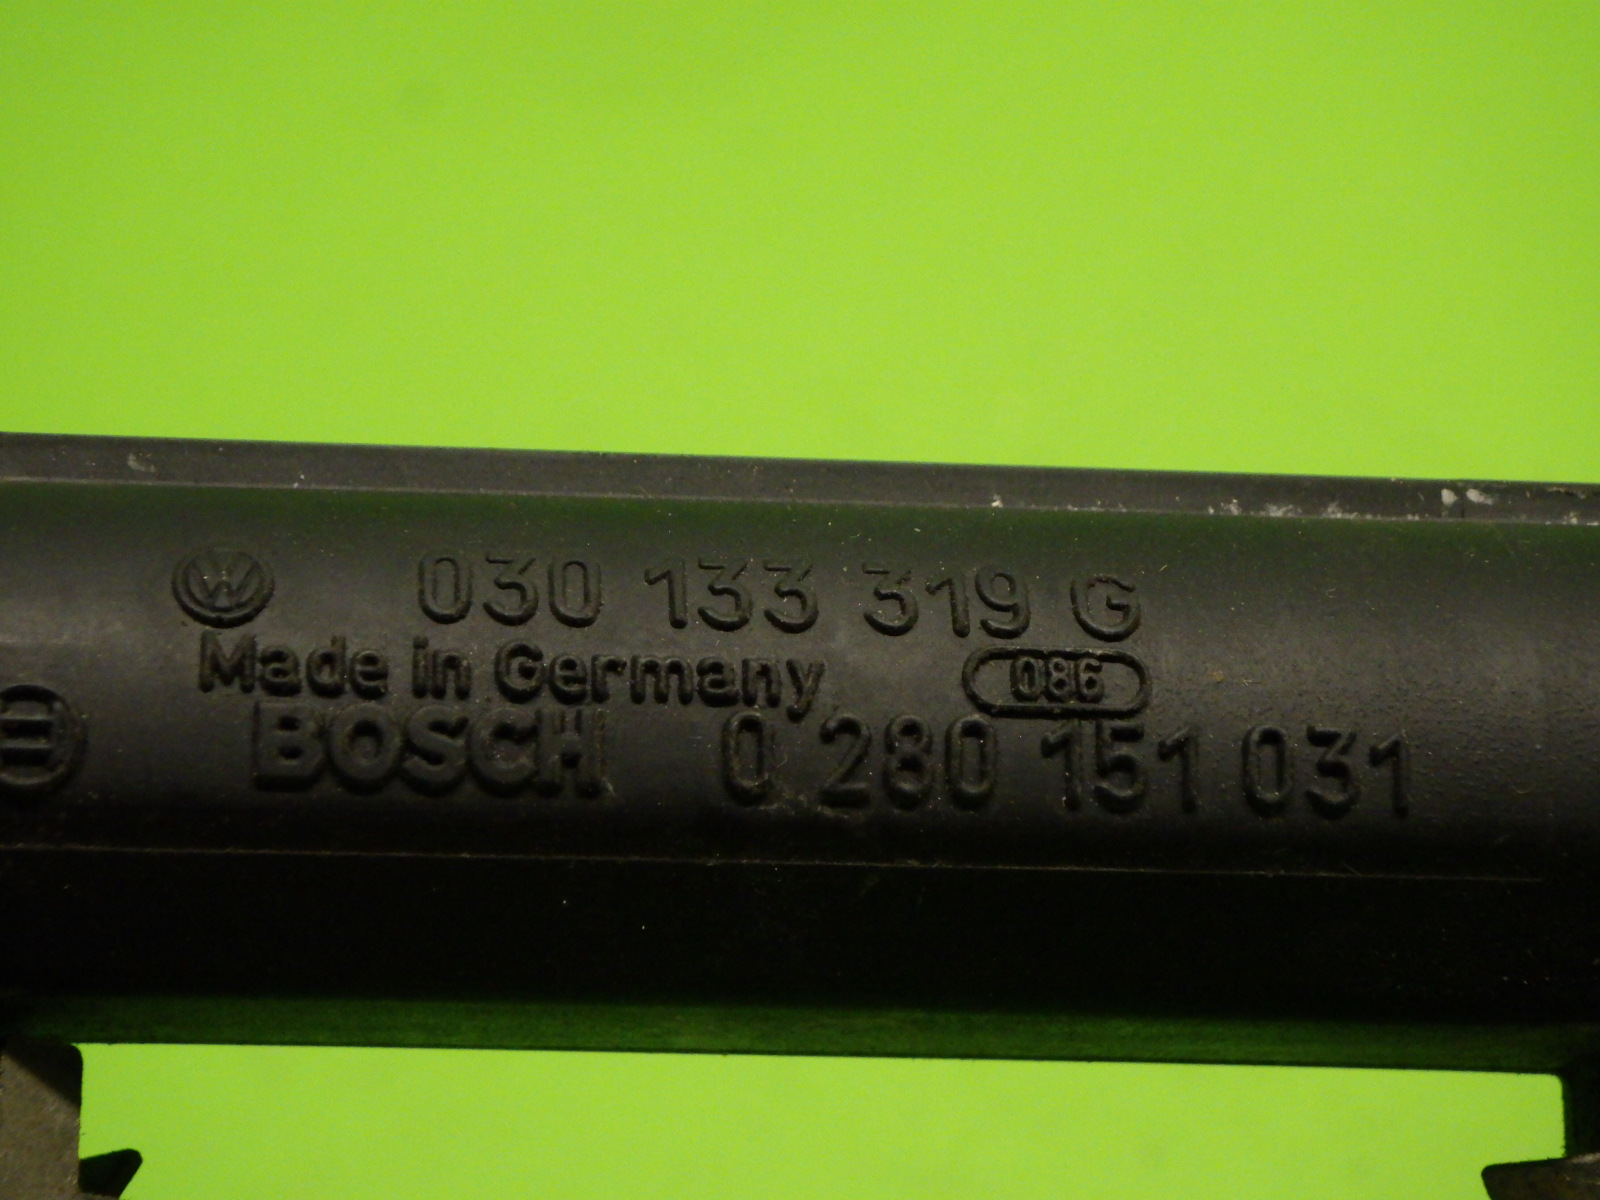 030 133 319 G
Made in Germany 086
BOSCH 0 280 151 031